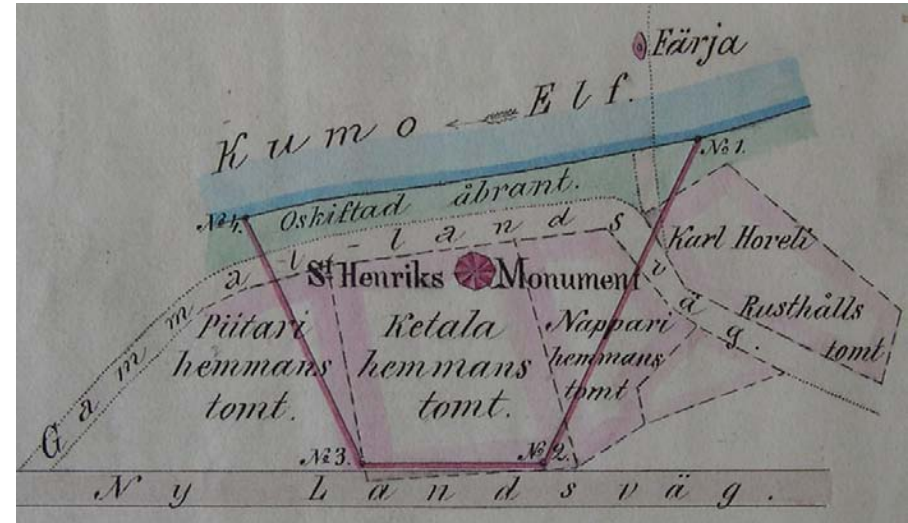 Färja
Kumo Elf.
No 1.
No 4.
Oskiftad åbrant.
Gammal-landsväg.
Karl Horeli
Rusthålls
tomt
St Henriks Monument
Piitari
hemmans
tomt.
Ketala
hemmans
tomt.
Nappari
hemmans
tomt
No 3.
No 2.
Ny Landsväg.